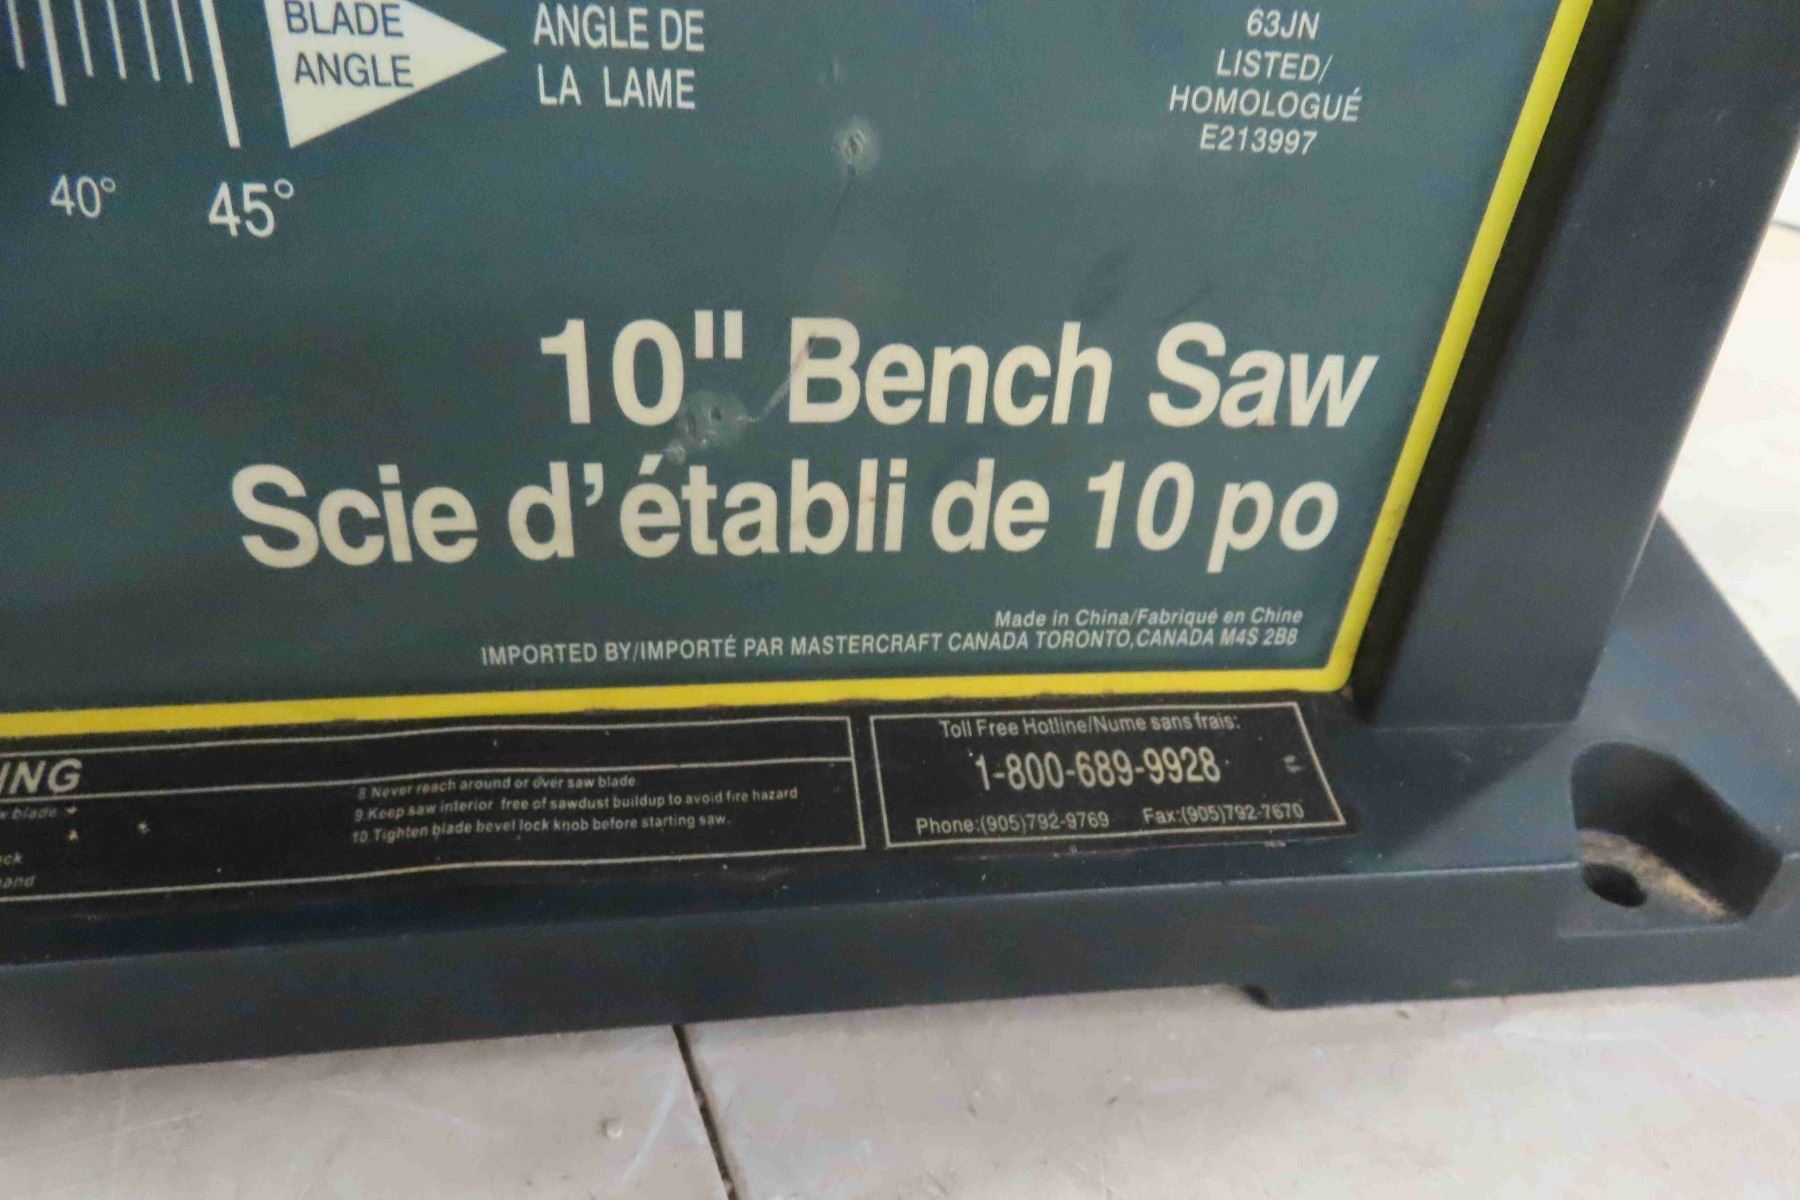 BLADE
ANGLE
ANGLE DE
LA LAME
63JN
LISTED/
HOMOLOGUÉ
E213997
40°
45°
10" Bench Saw
Scie d'établi de 10 po
Made in China/Fabriqué en Chine
IMPORTED BY/IMPORTÉ PAR MASTERCRAFT CANADA TORONTO,CANADA M4S 2B8
ING
w blade
ck
and
8 Never reach around or over saw blade.
9.Keep saw interior free of sawdust buildup to avoid fire hazard
10.Tighten blade bevel lock knob before starting saw.
Toll Free Hotline/Nume sans frais:
1-800-689-9928
Phone:(905)792-9769 Fax:(905)792-7670